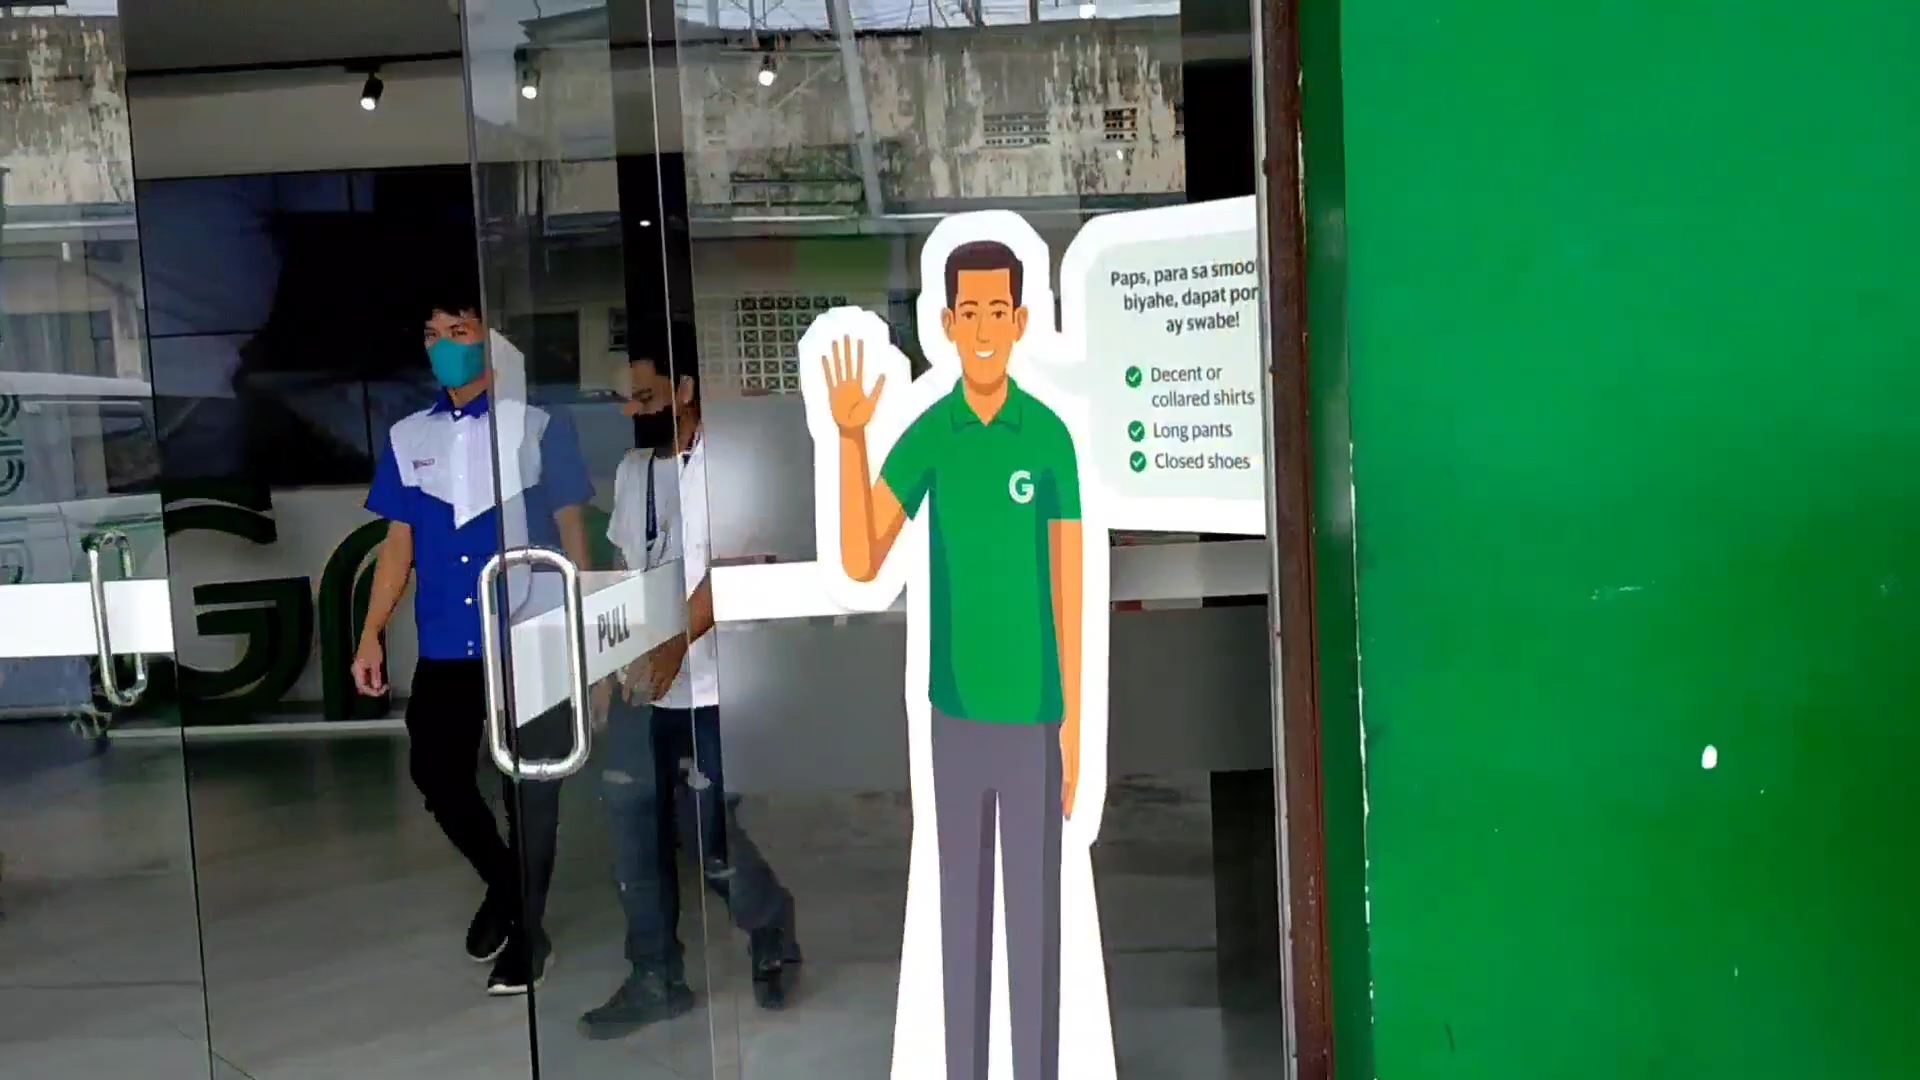 Paps, para sa smoo
biyahe, dapat por
ay swabe!
Decent or
collared shirts
Long pants
Closed shoes
G
PULL